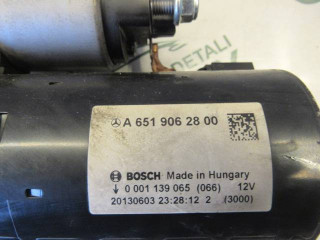 DETALI
A 651 906 28 00
BOSCH Made in Hungary
↓ 0 001 139 065 (066) 12V
20130603 23:28:12 2 (3000)